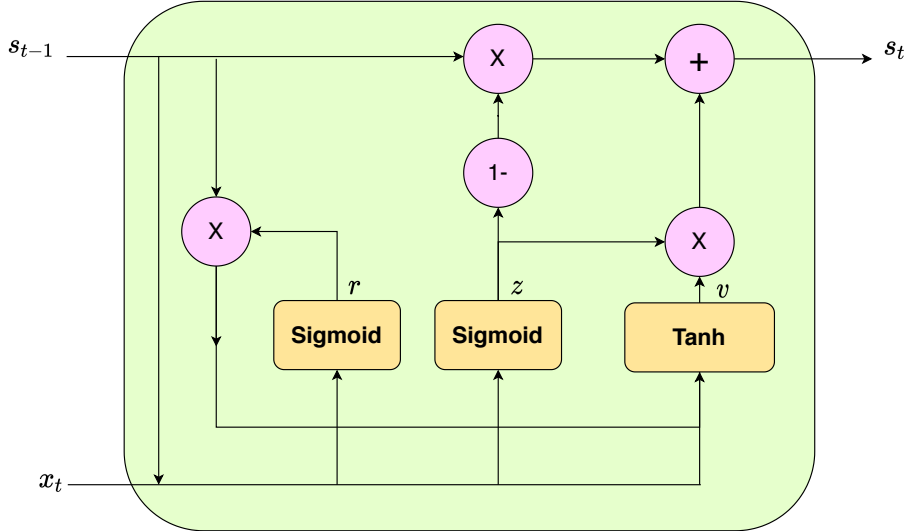 s_{t-1}
X
+
s_t
1-
X
X
r
z
v
Sigmoid
Sigmoid
Tanh
x_t